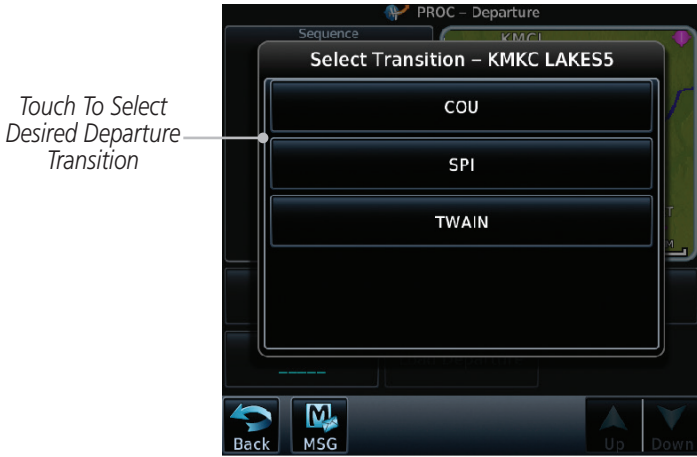 PROC – Departure
Sequence
KMCI
Select Transition – KMKC LAKES5
Touch To Select
Desired Departure
Transition
COU
SPI
TWAIN
Back
MSG
Up
Down